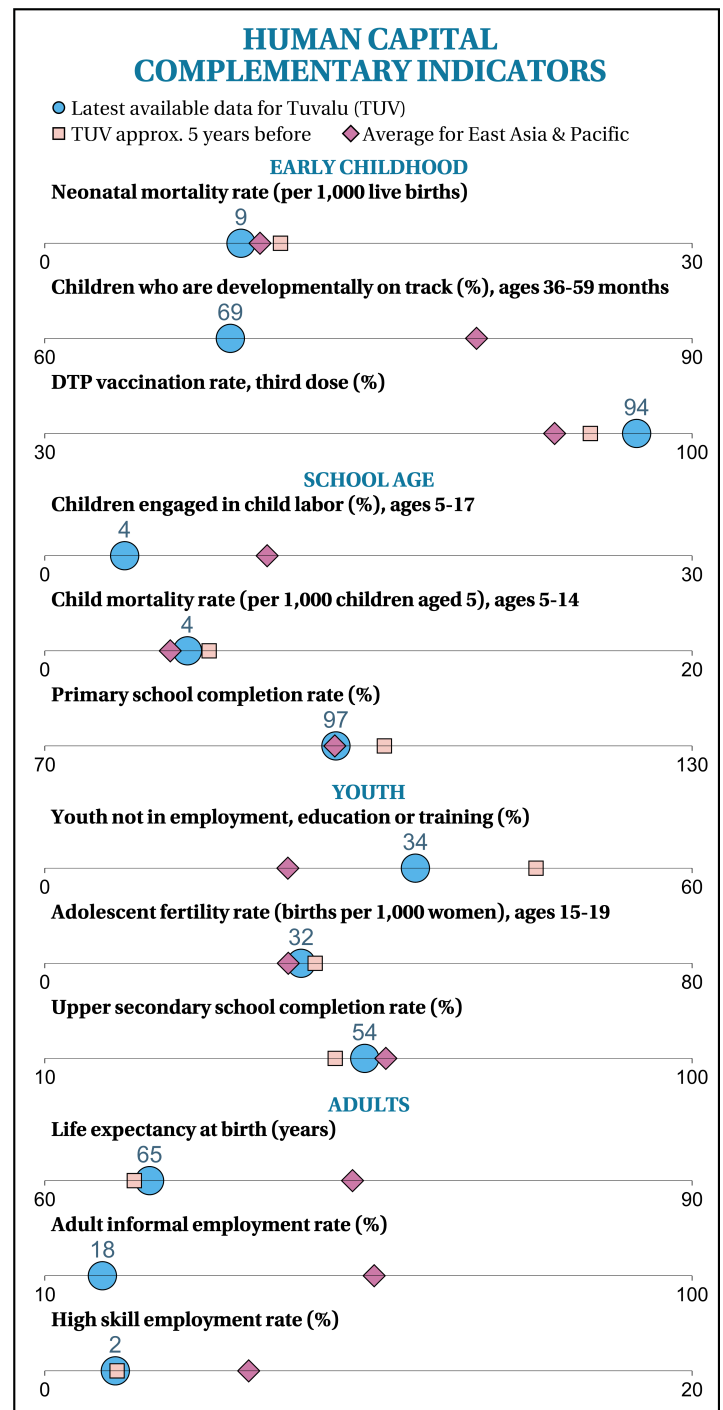 HUMAN CAPITAL
COMPLEMENTARY INDICATORS
Latest available data for Tuvalu (TUV)
TUV approx. 5 years before Average for East Asia & Pacific
EARLY CHILDHOOD
Neonatal mortality rate (per 1,000 live births)
9
0 30
Children who are developmentally on track (%), ages 36-59 months
69
60 90
DTP vaccination rate, third dose (%)
94
30 100
SCHOOL AGE
Children engaged in child labor (%), ages 5-17
4
0 30
Child mortality rate (per 1,000 children aged 5), ages 5-14
4
0 20
Primary school completion rate (%)
97
70 130
YOUTH
Youth not in employment, education or training (%)
34
0 60
Adolescent fertility rate (births per 1,000 women), ages 15-19
32
0 80
Upper secondary school completion rate (%)
54
10 100
ADULTS
Life expectancy at birth (years)
65
60 90
Adult informal employment rate (%)
18
10 100
High skill employment rate (%)
2
0 20